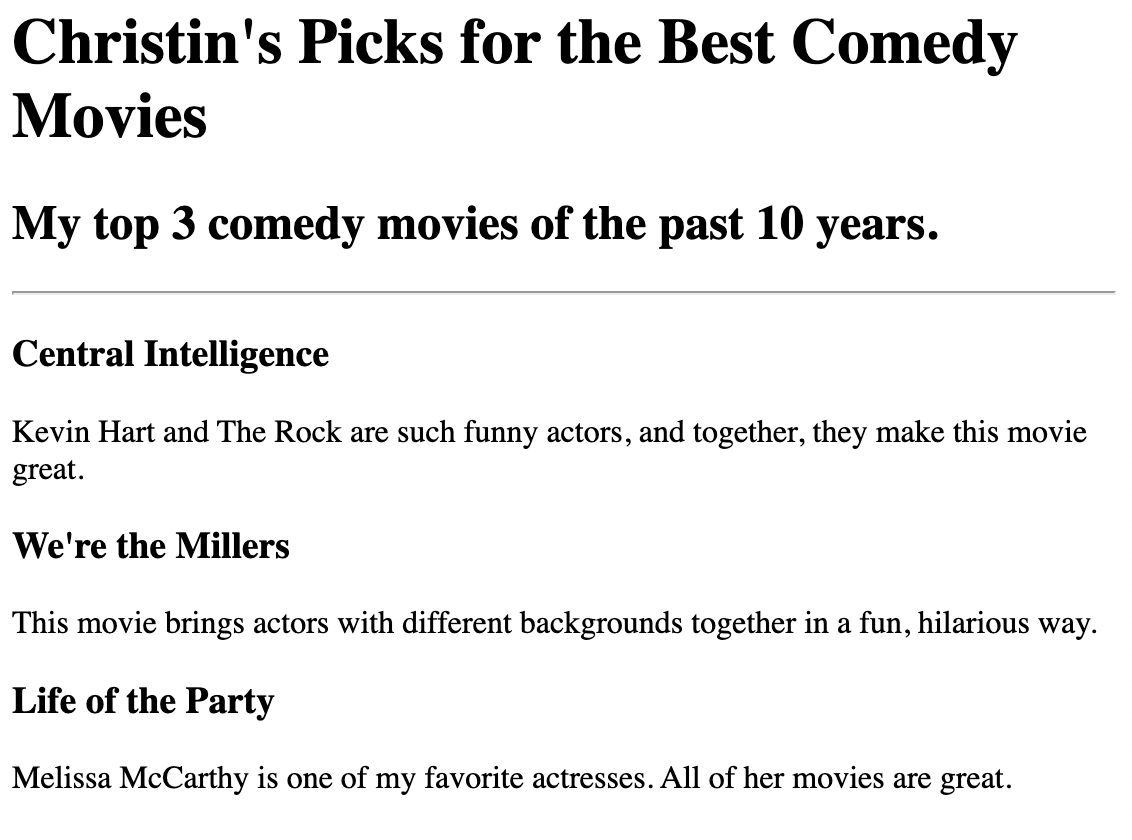 Christin's Picks for the Best Comedy
Movies
My top 3 comedy movies of the past 10 years.
Central Intelligence
Kevin Hart and The Rock are such funny actors, and together, they make this movie
great.
We're the Millers
This movie brings actors with different backgrounds together in a fun, hilarious way.
Life of the Party
Melissa McCarthy is one of my favorite actresses. All of her movies are great.